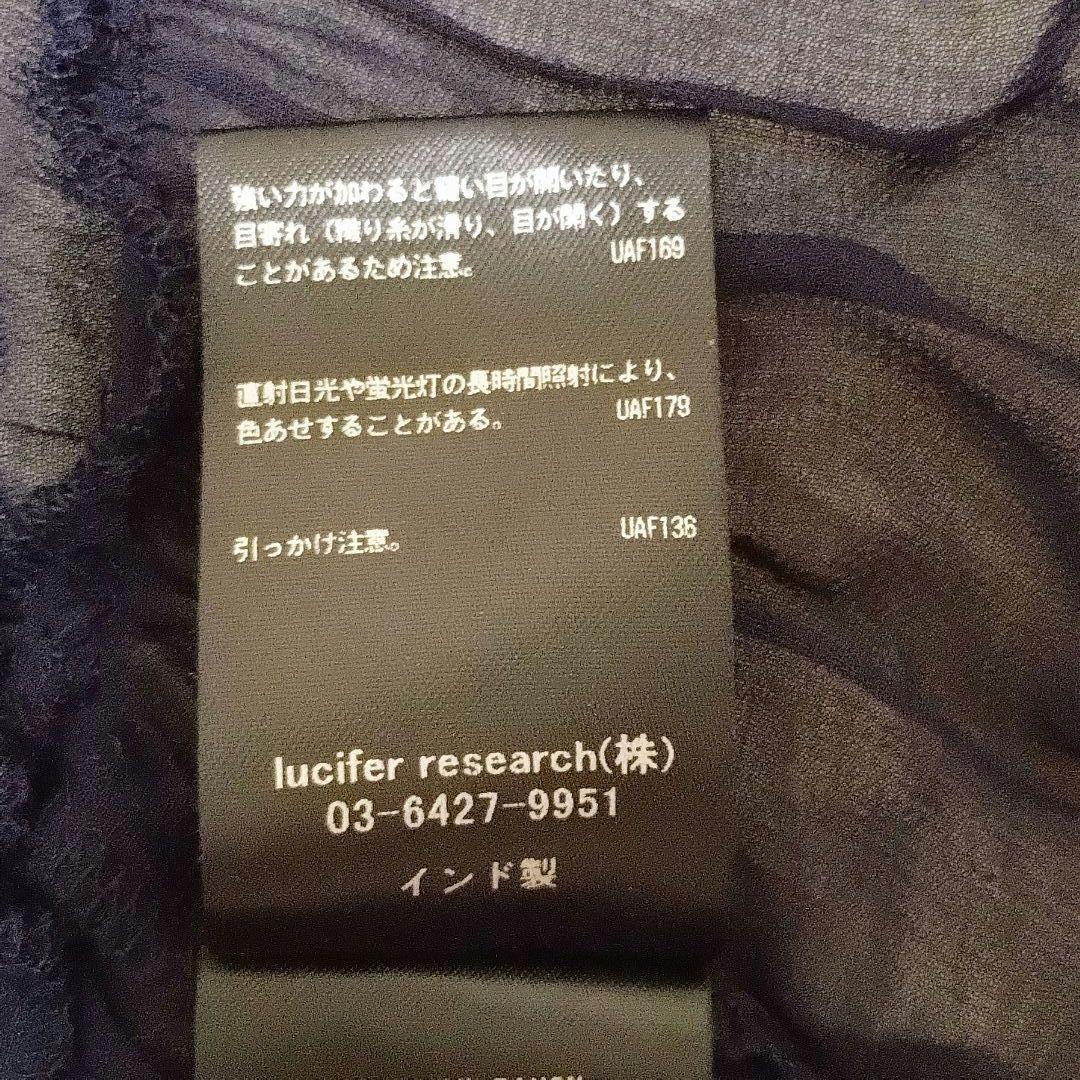 強い力が加わると縫い目が開いたり、
目寄れ（織り糸が滑り、目が開く）する
ことがあるため注意。 UAF169
直射日光や蛍光灯の長時間照射により、
色あせすることがある。 UAF179
引っかけ注意。 UAF136
lucifer research(株)
03-6427-9951
インド製